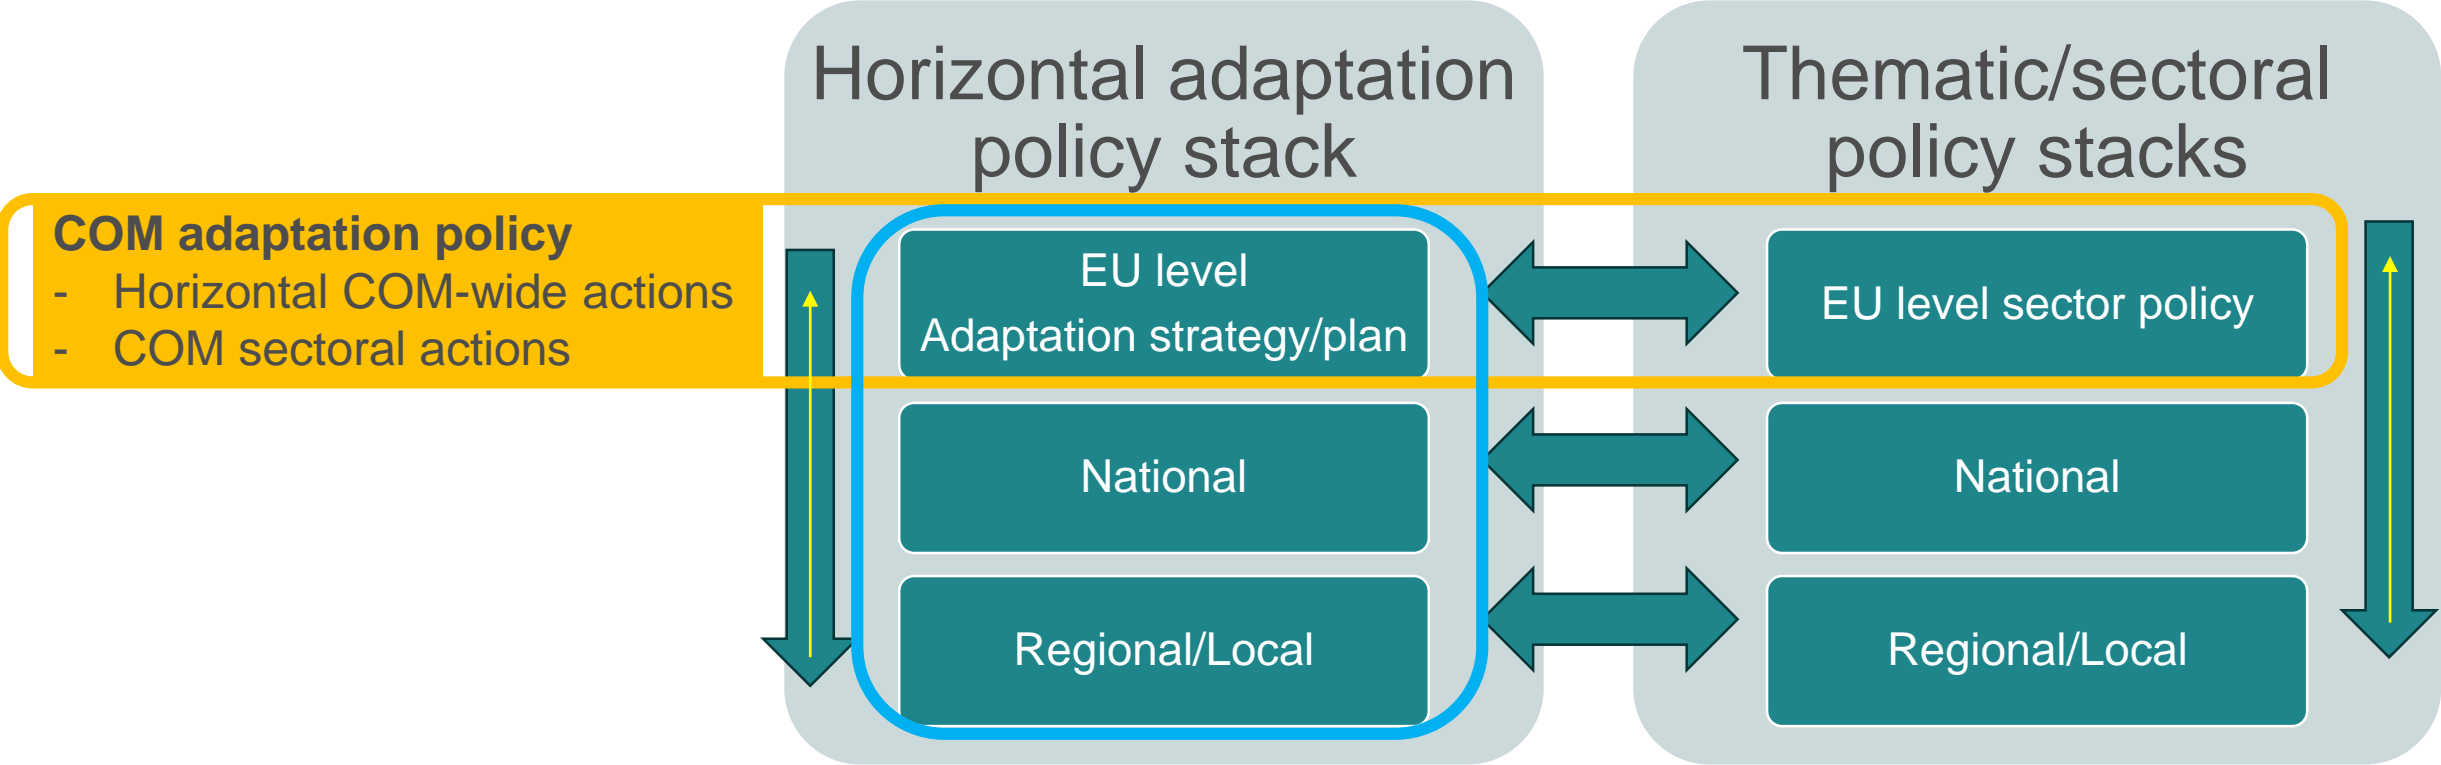 Horizontal adaptation
policy stack
Thematic/sectoral
policy stacks
COM adaptation policy
- Horizontal COM-wide actions
- COM sectoral actions
EU level
Adaptation strategy/plan
EU level sector policy
National
National
Regional/Local
Regional/Local